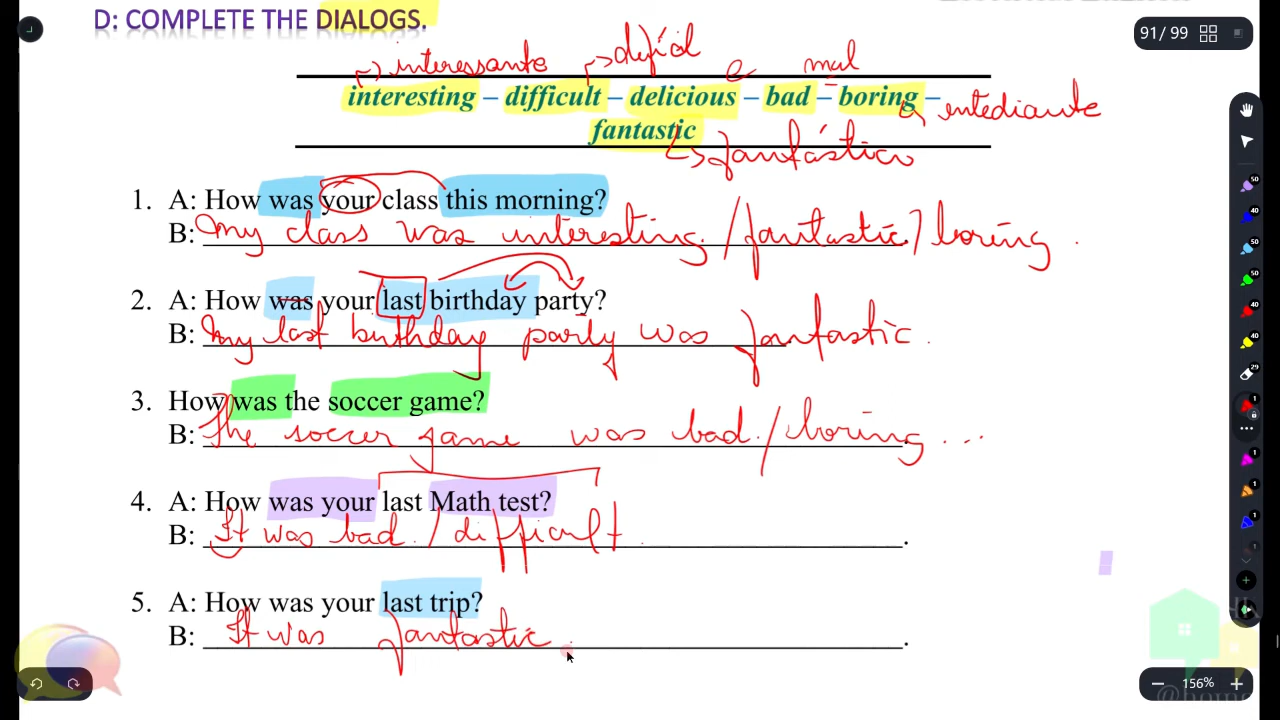 D: COMPLETE THE DIALOGS.
91/ 99
interessante difícil mal
interesting – difficult – delicious – bad – boring –
entediante
fantastic
fantástico
1. A: How was your class this morning?
B: My class was interesting. / fantastic / boring.
2. A: How was your last birthday party?
B: My last birthday party was fantastic.
3. How was the soccer game?
B: The soccer game was bad. / boring. ...
4. A: How was your last Math test?
B: It was bad. / difficult.
5. A: How was your last trip?
B: It was fantastic.
156%